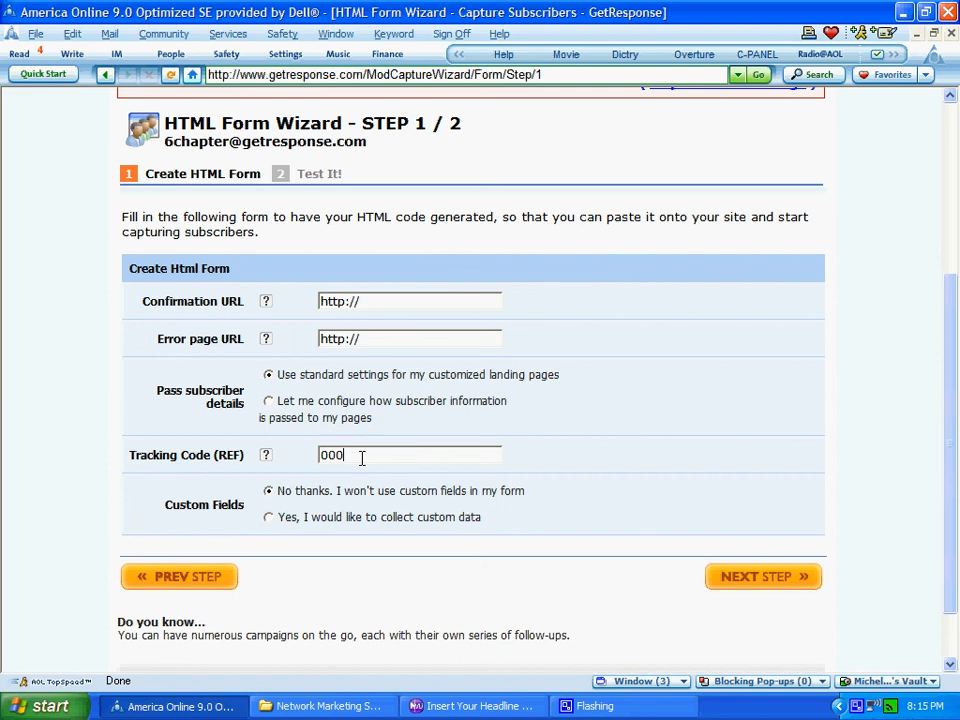 America Online 9.0 Optimized SE provided by Dell® - [HTML Form Wizard - Capture Subscribers - GetResponse]
File Edit Mail Community Services Safety Window Keyword Sign Off Help
Read 4 Write IM People Safety Settings Music Finance << Help Movie Dictry Overture C-PANEL Radio@AOL >>
Quick Start http://www.getresponse.com/ModCaptureWizard/Form/Step/1 Go Search Favorites
HTML Form Wizard - STEP 1 / 2
6chapter@getresponse.com
1 Create HTML Form 2 Test It!
Fill in the following form to have your HTML code generated, so that you can paste it onto your site and start
capturing subscribers.
Create Html Form
Confirmation URL ? http://
Error page URL ? http://
Pass subscriber
details
Use standard settings for my customized landing pages
Let me configure how subscriber information
is passed to my pages
Tracking Code (REF) ? 000
Custom Fields
No thanks. I won't use custom fields in my form
Yes, I would like to collect custom data
« PREV STEP NEXT STEP »
Do you know...
You can have numerous campaigns on the go, each with their own series of follow-ups.
AOL TopSpeed™ Done Window (3) Blocking Pop-ups (0) Michel...'s Vault
start America Online 9.0 O... Network Marketing S... Insert Your Headline ... Flashing 8:15 PM